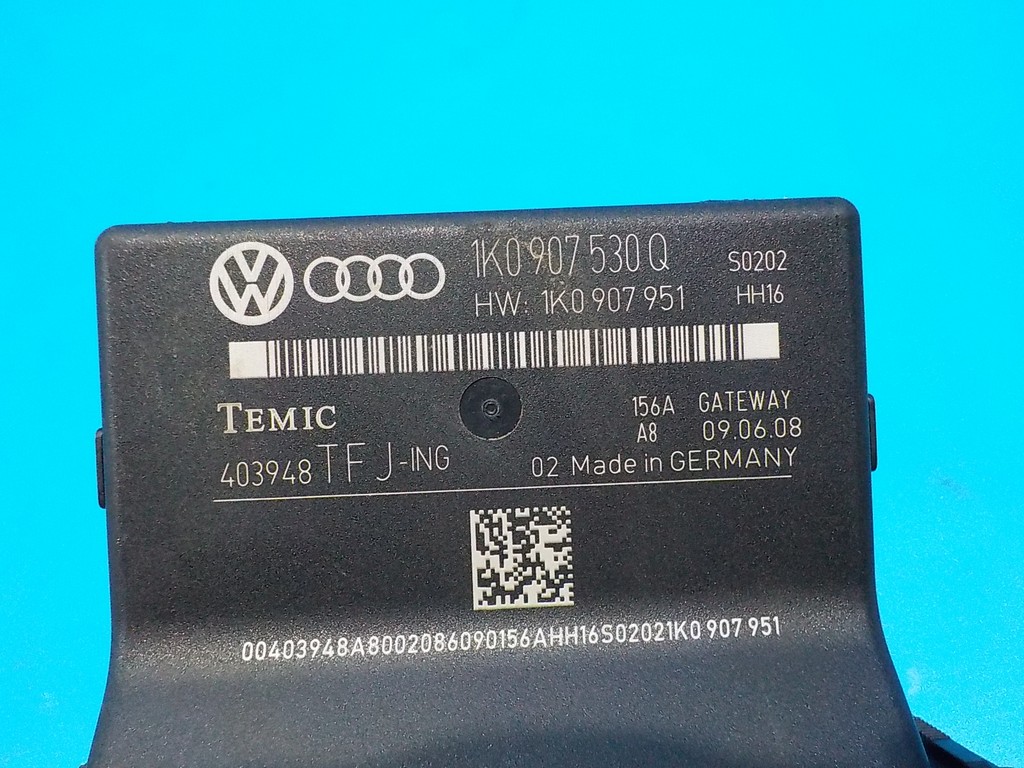 1K0 907 530 Q S0202
HW: 1K0 907 951 HH16
TEMIC 156A GATEWAY
A8 09.06.08
403948 TFJ-ING 02 Made in GERMANY
00403948A8002086090156AHH16S02021K0 907 951